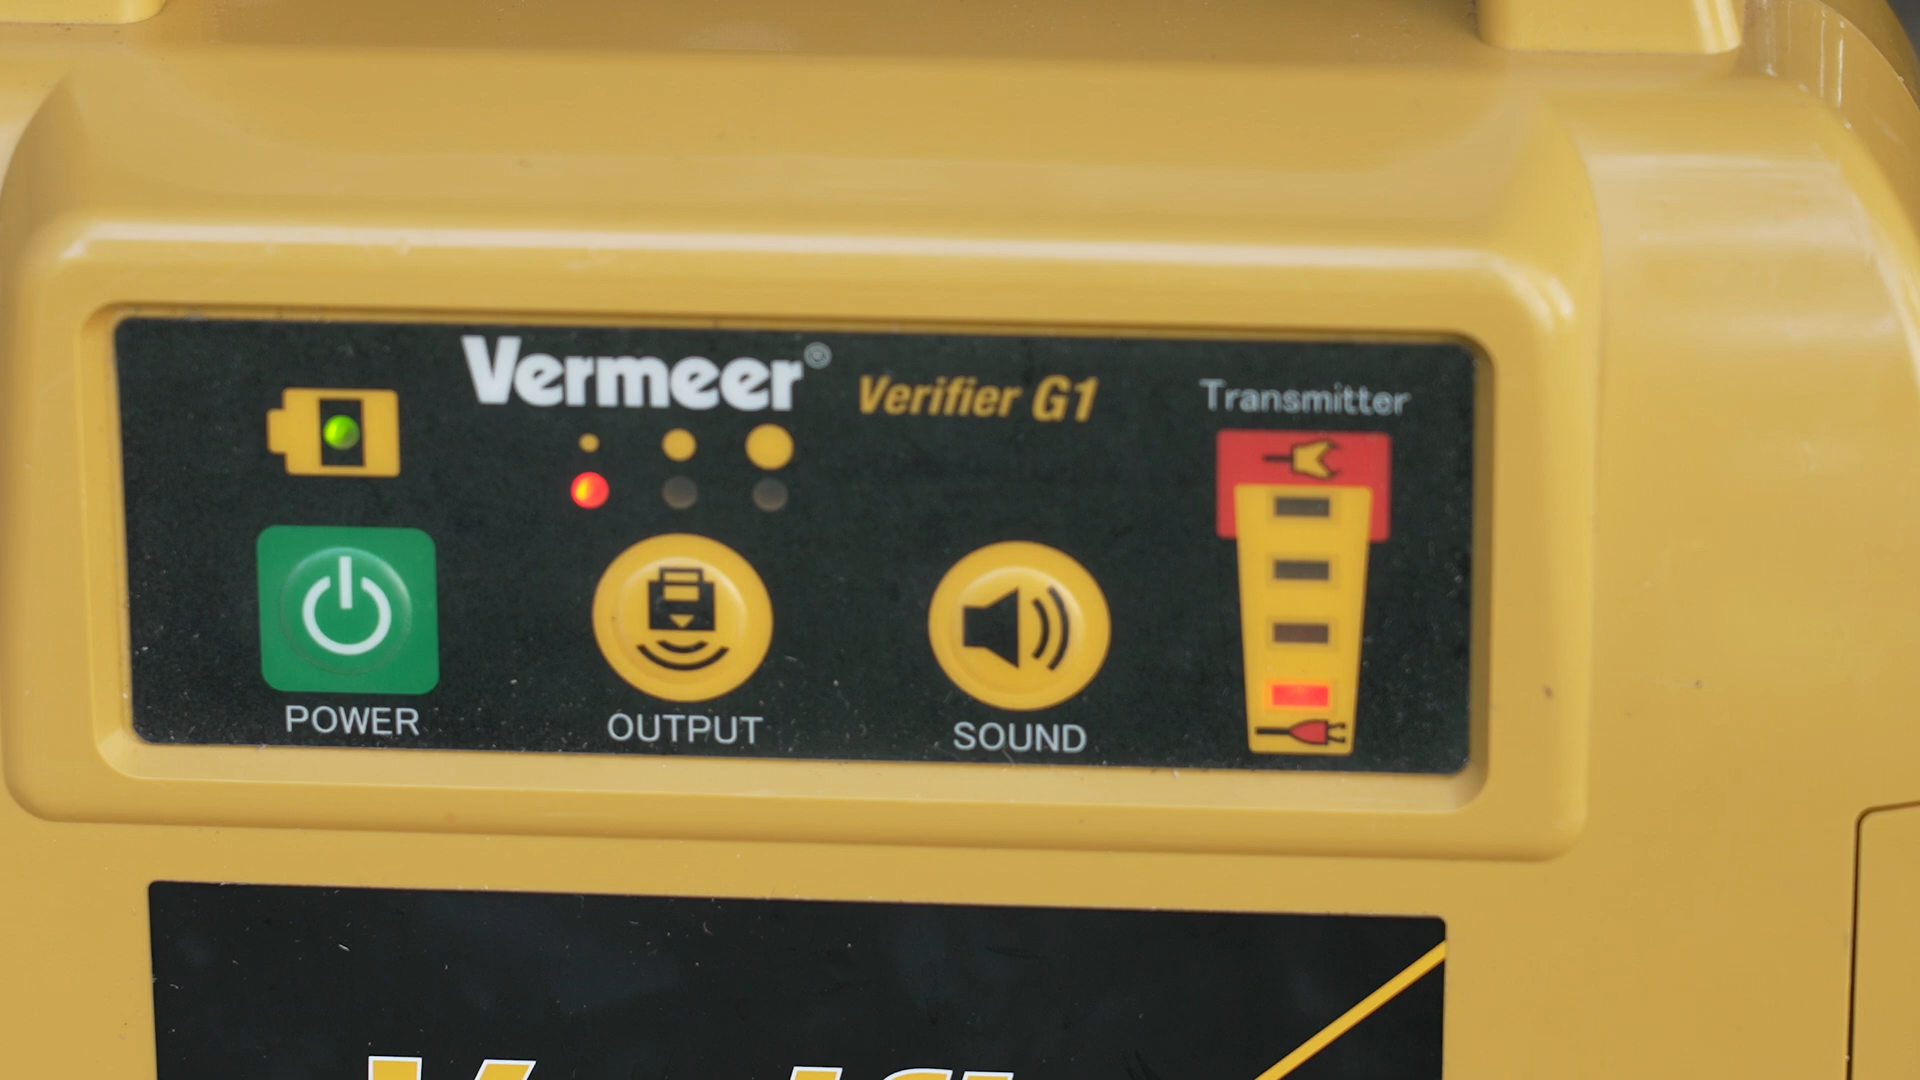 Vermeer® Verifier G1
Transmitter
POWER
OUTPUT
SOUND